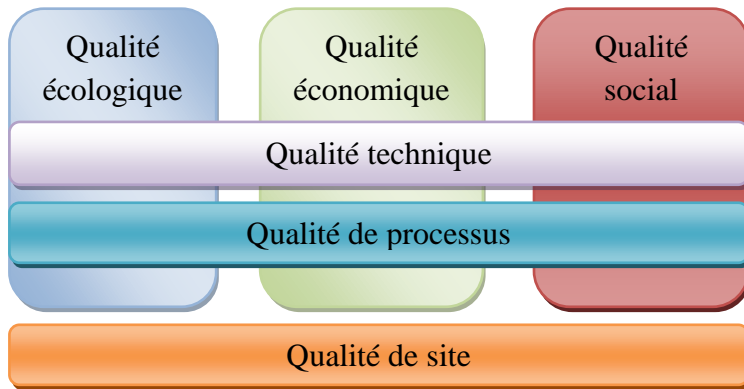 Qualité
écologique
Qualité
économique
Qualité
social
Qualité technique
Qualité de processus
Qualité de site